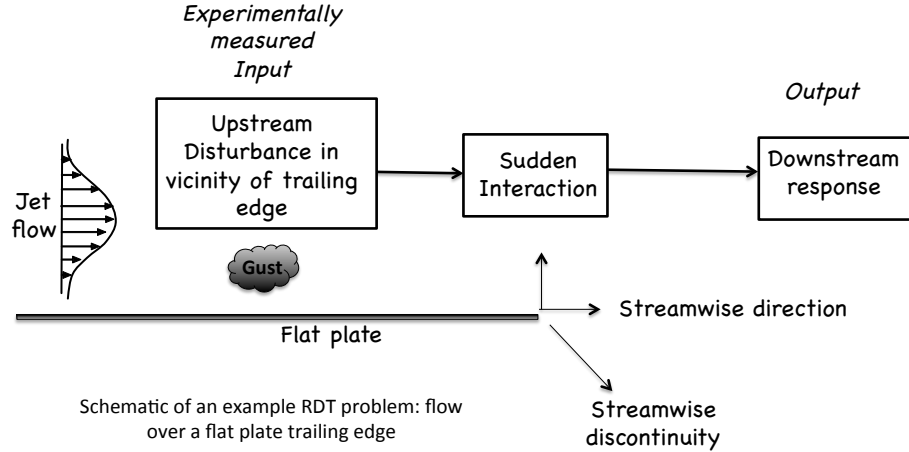 Experimentally
measured
Input
Output
Upstream
Disturbance in
vicinity of trailing
edge
Sudden
Interaction
Downstream
response
Jet
flow
Gust
Streamwise direction
Flat plate
Schematic of an example RDT problem: flow
over a flat plate trailing edge
Streamwise
discontinuity